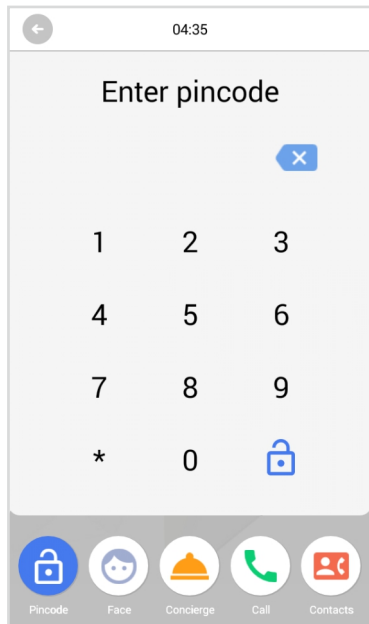 04:35
Enter pincode
1 2 3
4 5 6
7 8 9
* 0
Pincode Face Concierge Call Contacts